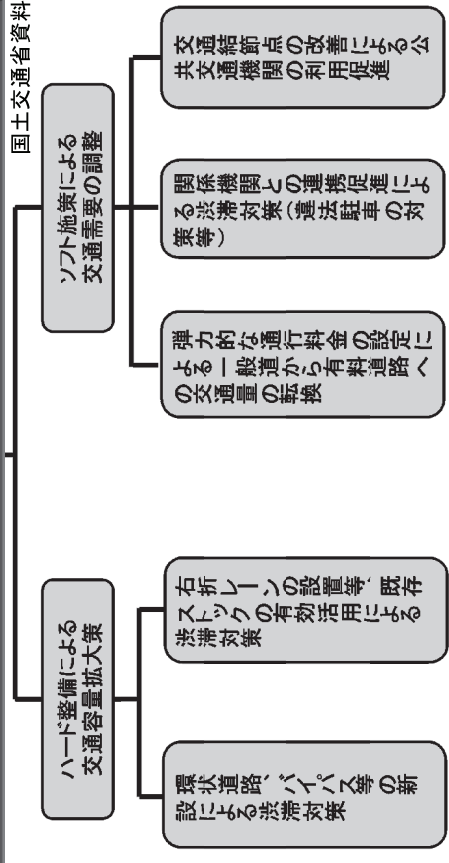 国土交通省資料
ハード整備による
交通容量拡大策
環状道路、バイパス等の新
設による渋滞対策
右折レーンの設置等、既存
ストックの有効活用による
渋滞対策
ソフト施策による
交通需要の調整
弾力的な通行料金の設定に
よる一般道から有料道路へ
の交通量の転換
関係機関との連携促進によ
る渋滞対策(違法駐車の対
策等)
交通結節点の改善による公
共交通機関の利用促進